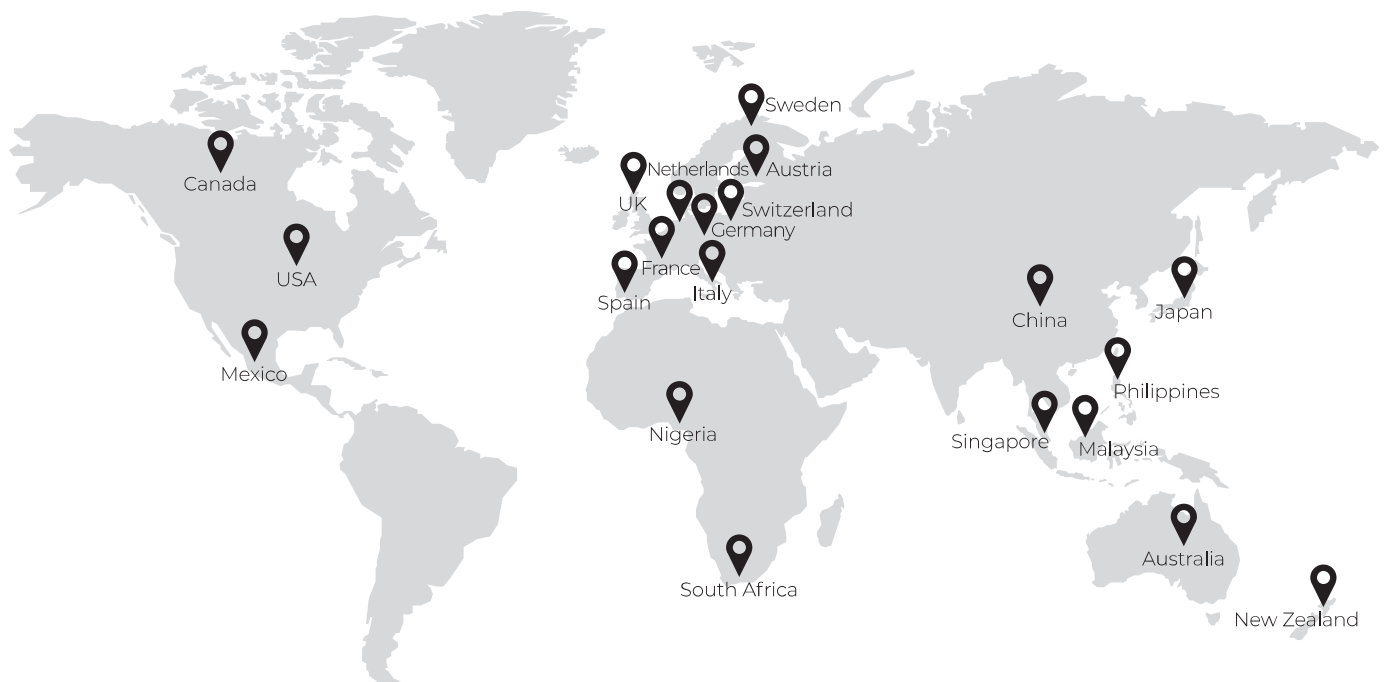 Sweden
Netherlands
Austria
Canada
UK
Switzerland
Germany
France
USA
Italy
Spain
China
Japan
Mexico
Philippines
Nigeria
Singapore
Malaysia
Australia
South Africa
New Zealand